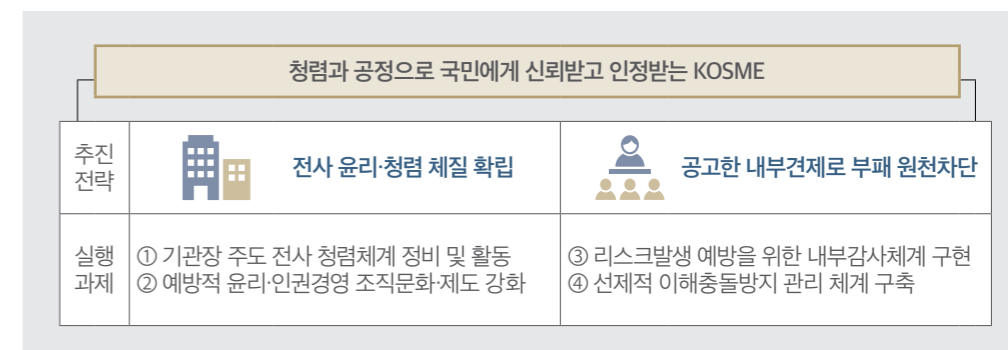 청렴과 공정으로 국민에게 신뢰받고 인정받는 KOSME
추진
전략
전사 윤리·청렴 체질 확립
공고한 내부견제로 부패 원천차단
실행
과제
① 기관장 주도 전사 청렴체계 정비 및 활동
② 예방적 윤리·인권경영 조직문화·제도 강화
③ 리스크발생 예방을 위한 내부감사체계 구현
④ 선제적 이해충돌방지 관리 체계 구축